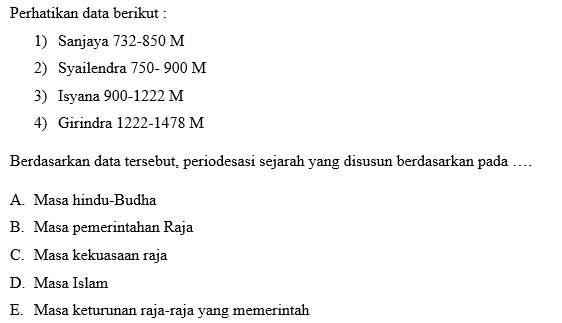 Perhatikan data berikut :
1) Sanjaya 732-850 M
2) Syailendra 750- 900 M
3) Isyana 900-1222 M
4) Girindra 1222-1478 M
Berdasarkan data tersebut, periodesasi sejarah yang disusun berdasarkan pada ….
A. Masa hindu-Budha
B. Masa pemerintahan Raja
C. Masa kekuasaan raja
D. Masa Islam
E. Masa keturunan raja-raja yang memerintah